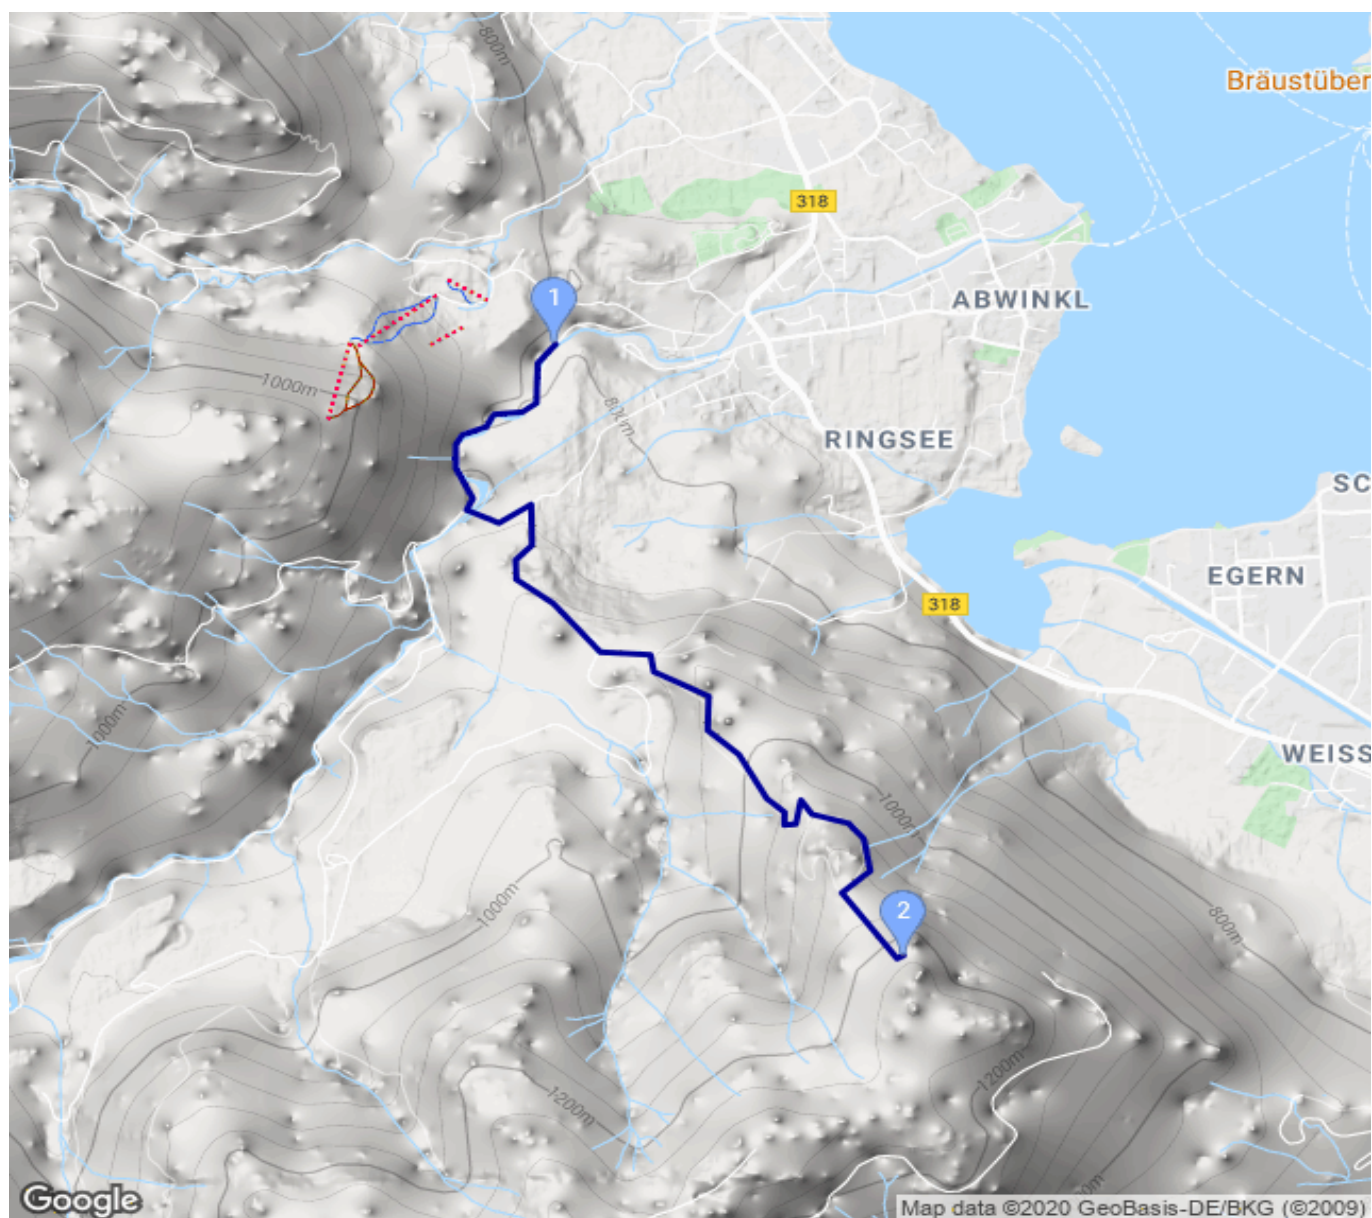 800m
Bräustüber
318
1
ABWINKL
1000m
800m
RINGSEE
SC
EGERN
318
1000m
WEISS
1000m
1000m
2
800m
1200m
1200m
Google
Map data ©2020 GeoBasis-DE/BKG (©2009)